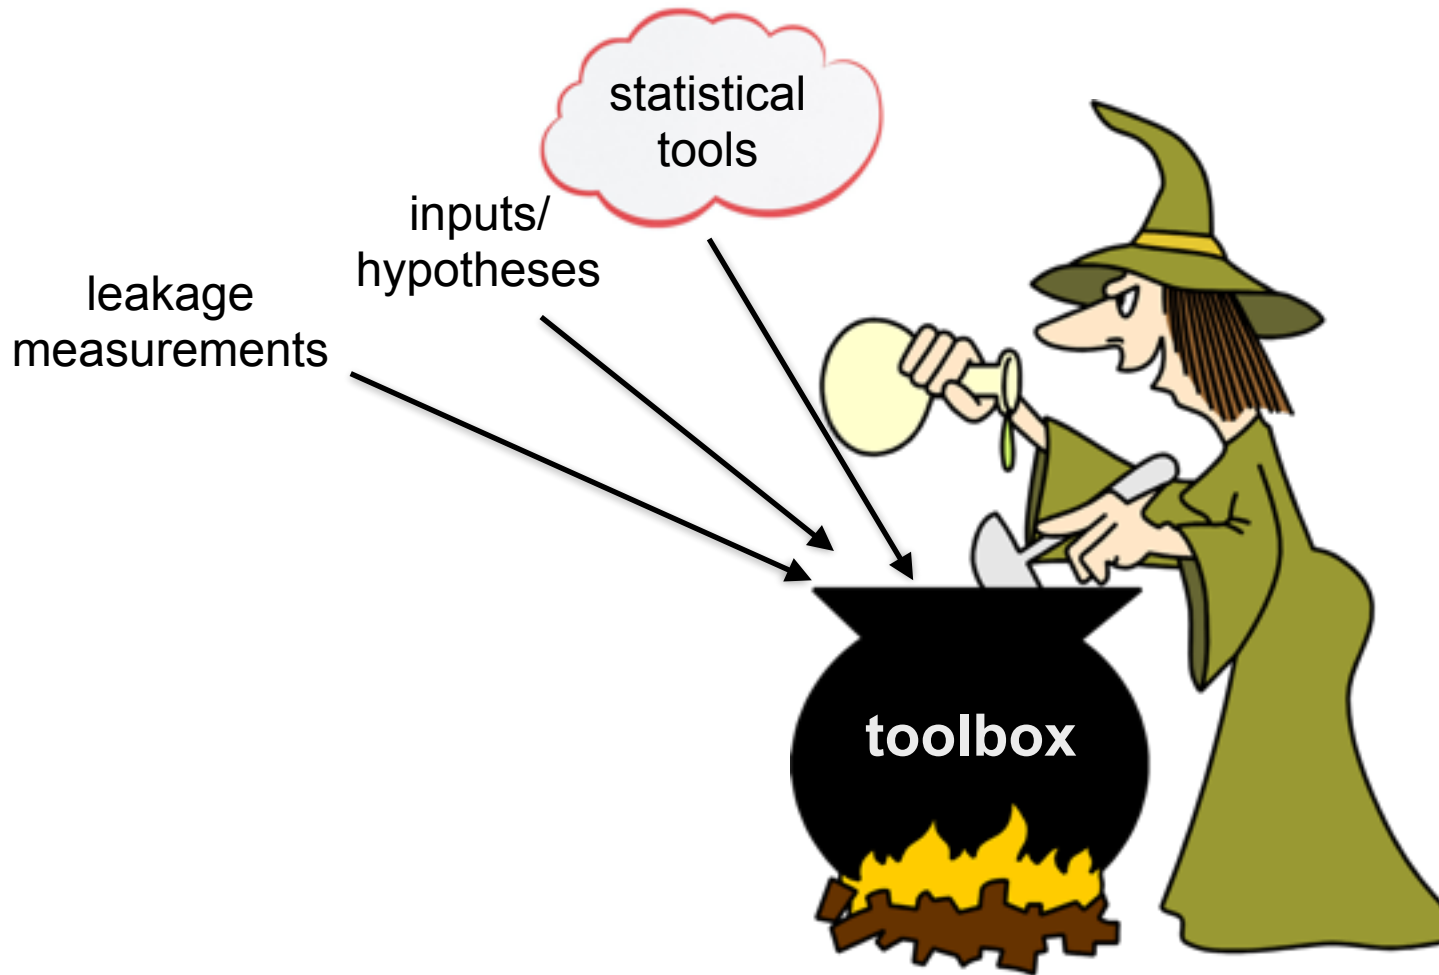 statistical
tools
inputs/
hypotheses
leakage
measurements
toolbox